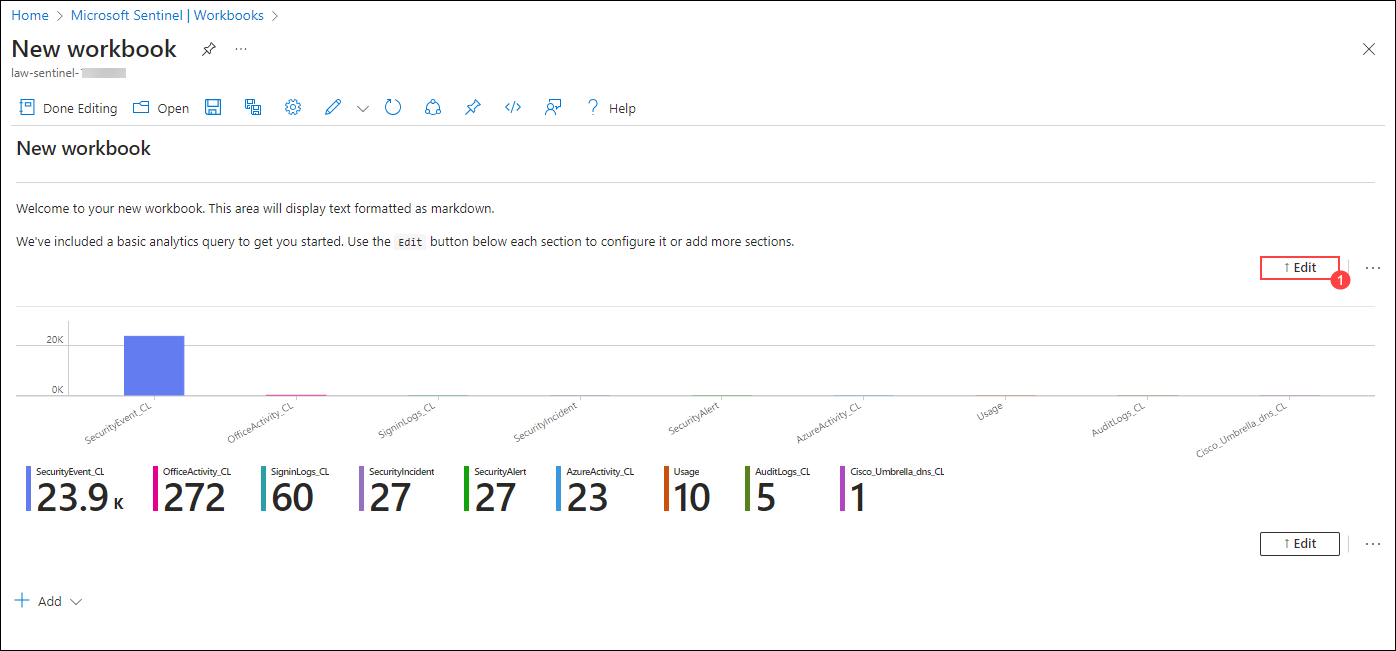 Home > Microsoft Sentinel | Workbooks >
New workbook ...
law-sentinel-
Done Editing Open </> ? Help
New workbook
Welcome to your new workbook. This area will display text formatted as markdown.
We've included a basic analytics query to get you started. Use the Edit button below each section to configure it or add more sections.
↑ Edit ...
1
20K
0K
SecurityEvent_CL
OfficeActivity_CL
SigninLogs_CL
SecurityIncident
SecurityAlert
AzureActivity_CL
Usage
AuditLogs_CL
Cisco_Umbrella_dns_CL
SecurityEvent_CL OfficeActivity_CL SigninLogs_CL SecurityIncident SecurityAlert AzureActivity_CL Usage AuditLogs_CL Cisco_Umbrella_dns_CL
23.9 K 272 60 27 27 23 10 5 1
↑ Edit ...
+ Add